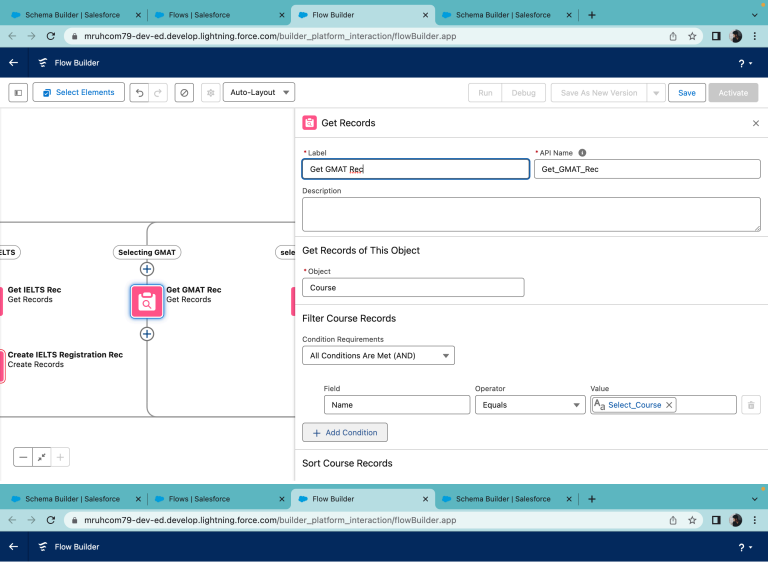 Schema Builder | Salesforce Flows | Salesforce Flow Builder Schema Builder | Salesforce
mruhcom79-dev-ed.develop.lightning.force.com/builder_platform_interaction/flowBuilder.app
Flow Builder ?
Select Elements Auto-Layout Run Debug Save As New Version Save Activate
Get Records
* Label * API Name
Get GMAT Rec Get_GMAT_Rec
Description
Get Records of This Object
ELTS Selecting GMAT sele
* Object
Get IELTS Rec Get GMAT Rec Course
Get Records Get Records
Filter Course Records
Condition Requirements
Create IELTS Registration Rec All Conditions Are Met (AND)
Create Records
Field Operator Value
Name Equals Aa Select_Course
+ Add Condition
Sort Course Records
Schema Builder | Salesforce Flows | Salesforce Flow Builder Schema Builder | Salesforce
mruhcom79-dev-ed.develop.lightning.force.com/builder_platform_interaction/flowBuilder.app
Flow Builder ?